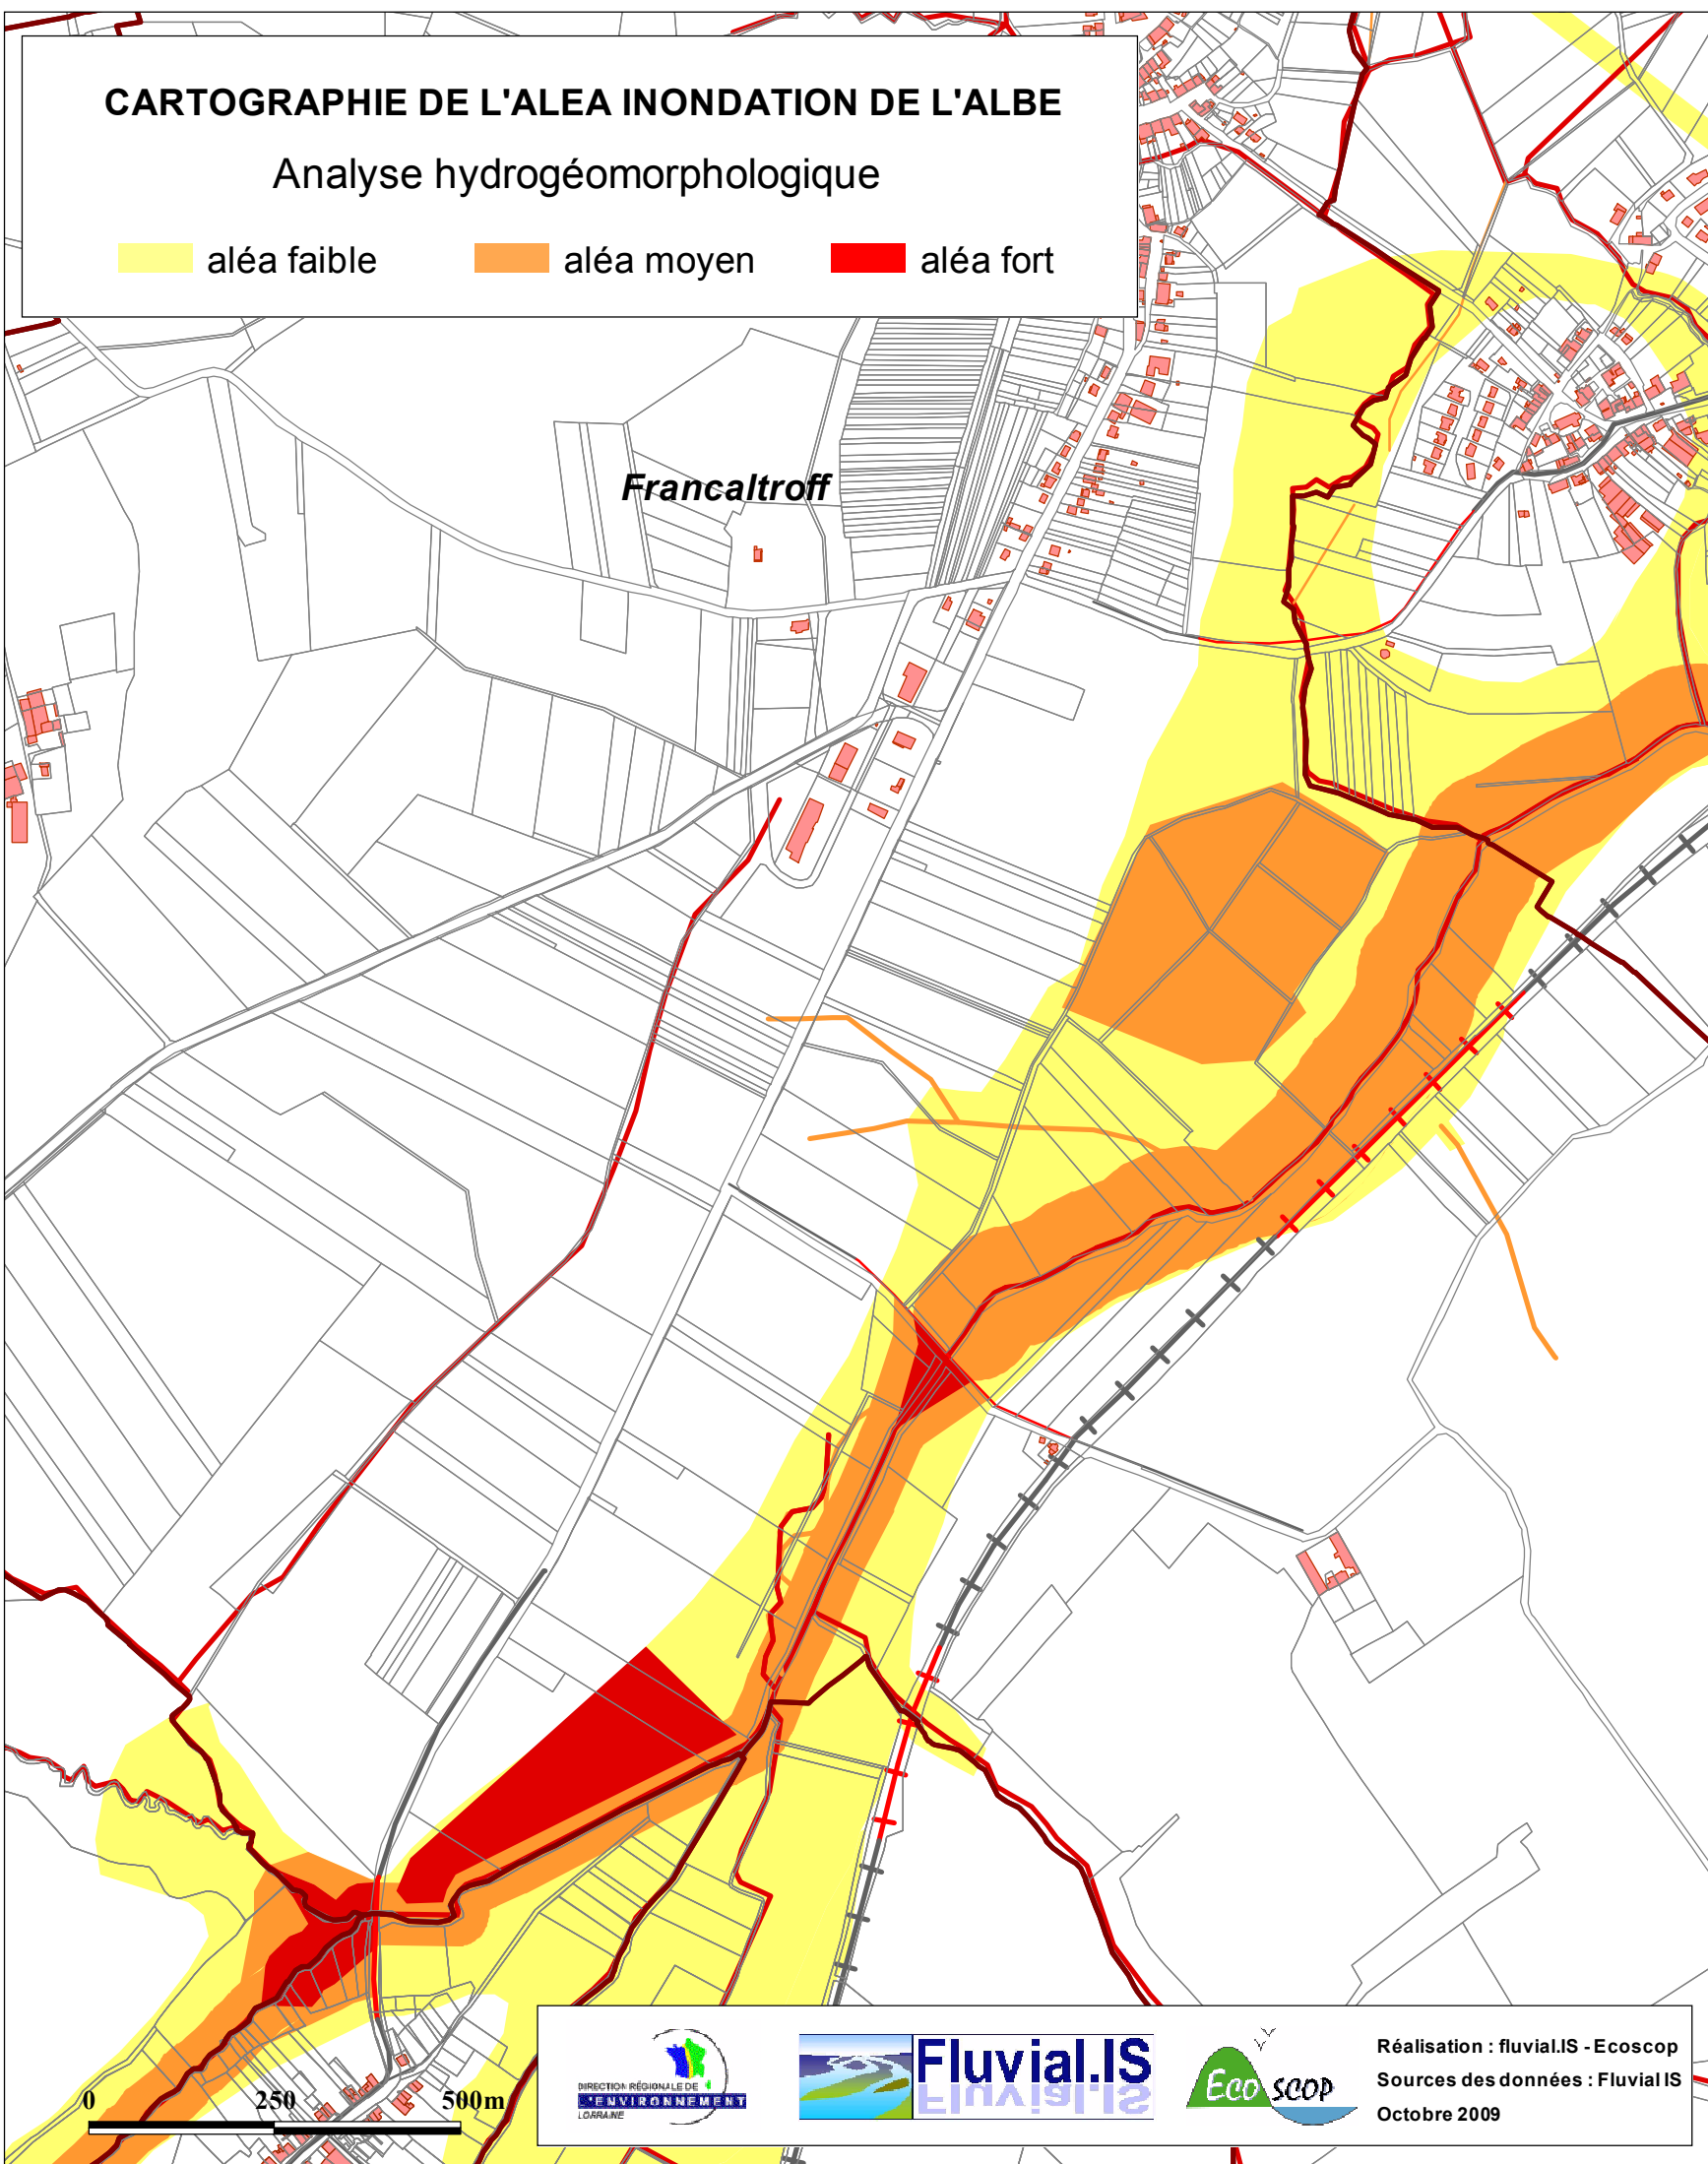 CARTOGRAPHIE DE L'ALEA INONDATION DE L'ALBE
Analyse hydrogéomorphologique
aléa faible
aléa moyen
aléa fort
Francaltroff
0 250 500m
DIRECTION RÉGIONALE DE
L'ENVIRONNEMENT
LORRAINE
Fluvial.IS
Eco SCOP
Réalisation : fluvial.IS - Ecoscop
Sources des données : Fluvial IS
Octobre 2009